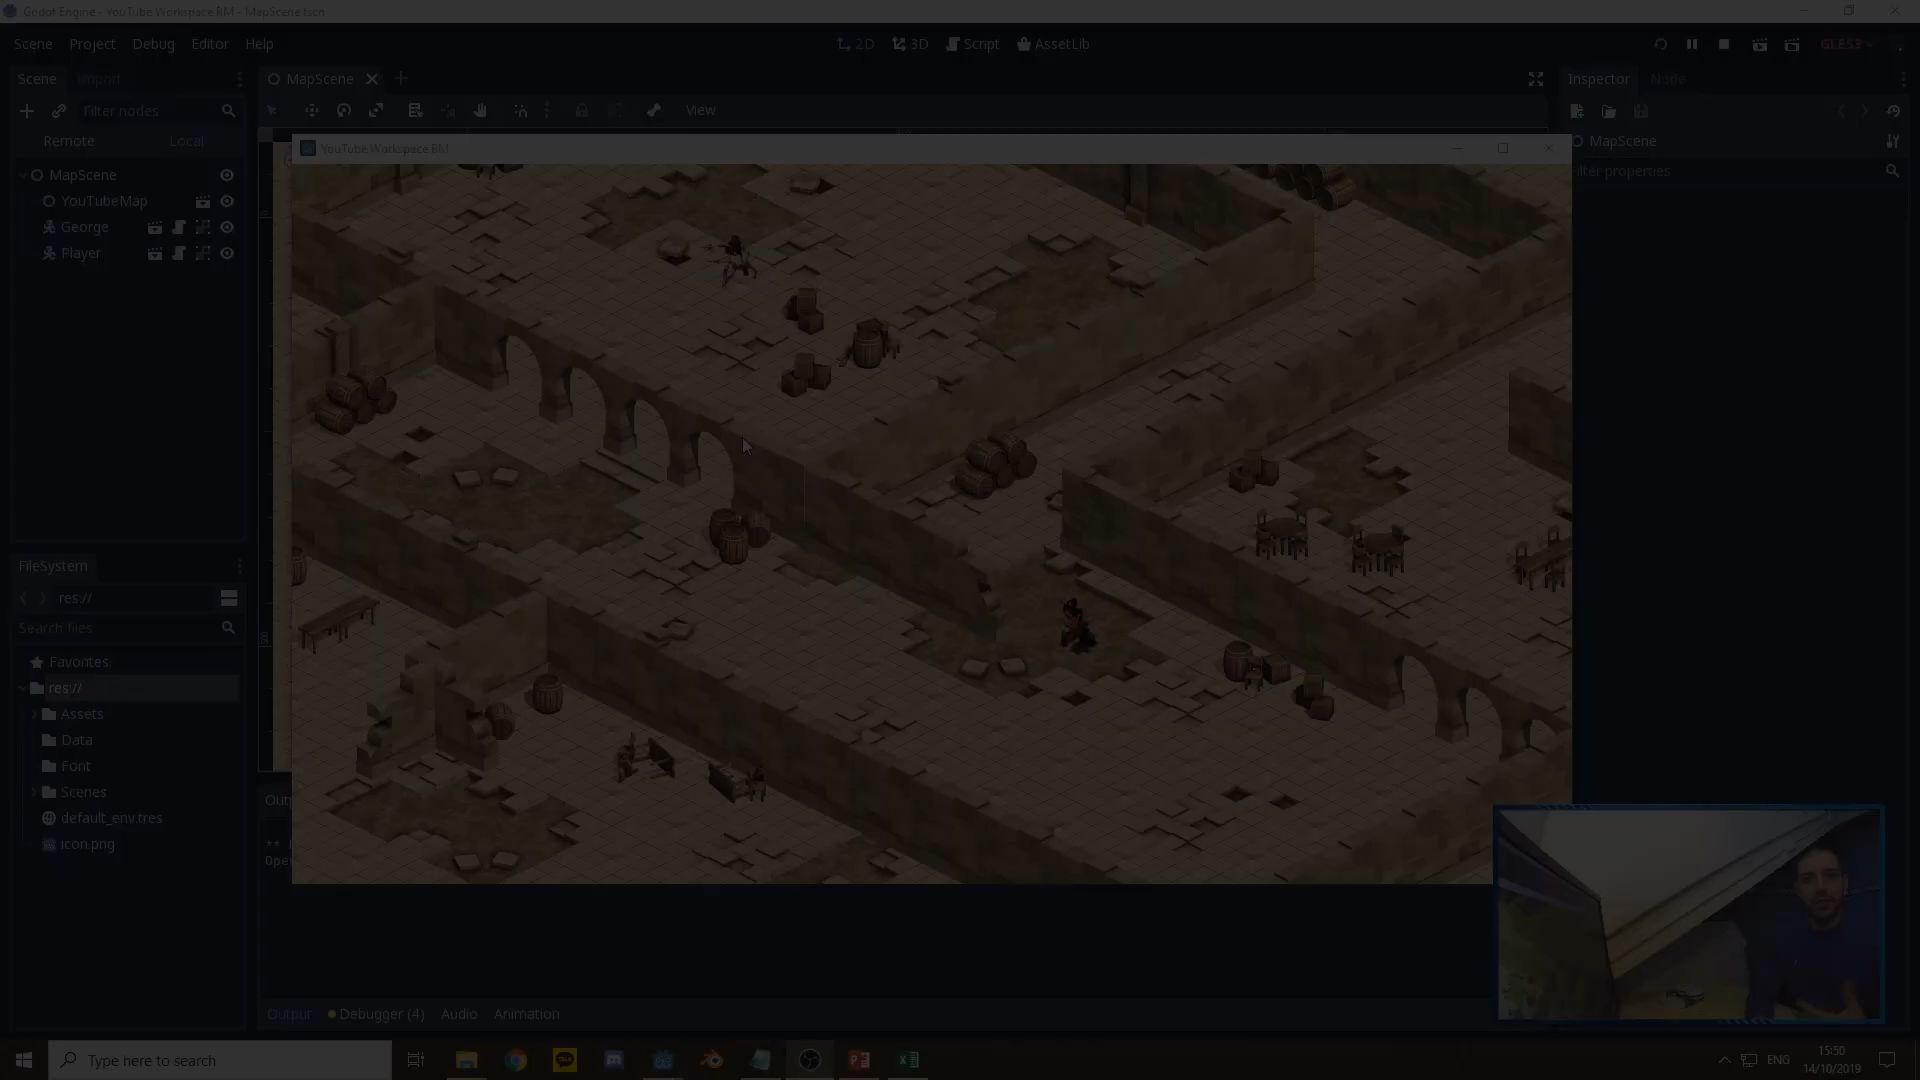 Godot Engine - YouTube Workspace BM - MapScene.tscn
Scene Project Debug Editor Help
2D 3D Script AssetLib
GLES3
Scene Import
MapScene
Inspector Node
Filter nodes
View
Remote Local
MapScene
YouTube Workspace BM
Filter properties
MapScene
YouTubeMap
George
Player
FileSystem
res://
Search files
Favorites
res://
Assets
Data
Font
Scenes
default_env.tres
icon.png
Out
**
Ope
Output Debugger (4) Audio Animation
Type here to search
ENG
15:50
14/10/2019